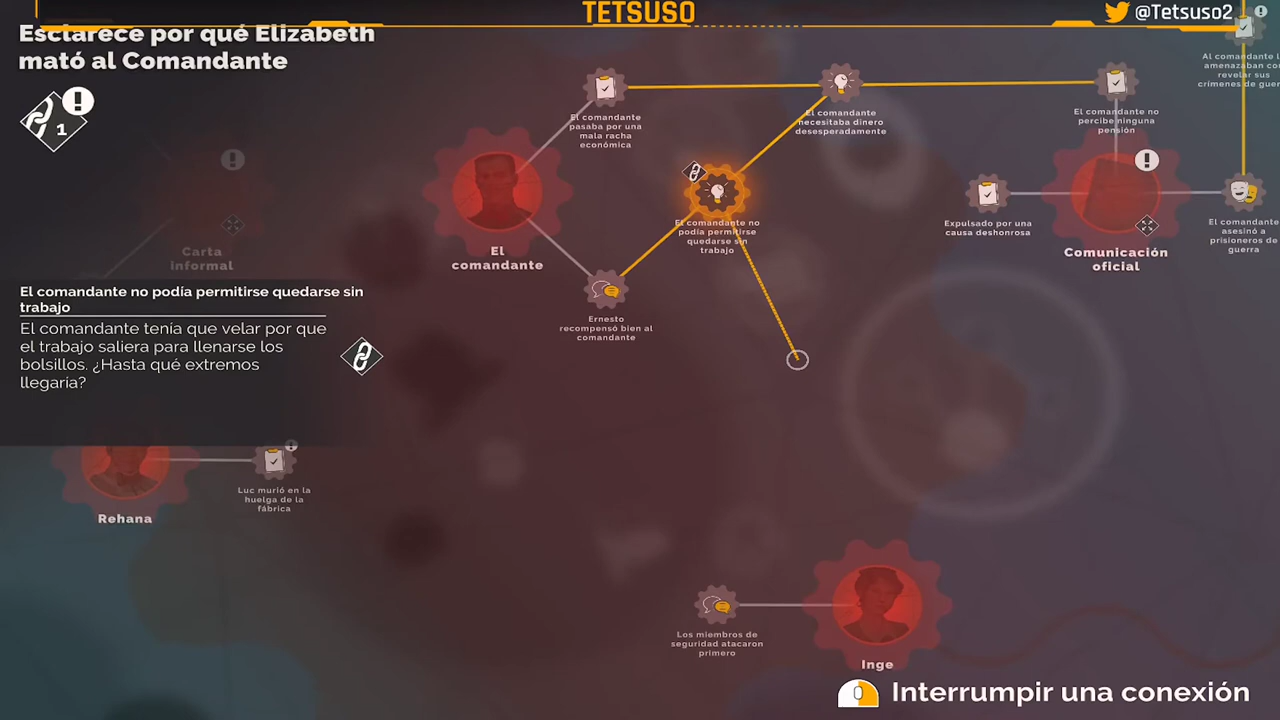 TETSUSO
@Tetsuso2
Esclarece por qué Elizabeth
mató al Comandante
1
Carta
informal
El comandante no podía permitirse quedarse sin
trabajo
El comandante tenía que velar por que
el trabajo saliera para llenarse los
bolsillos. ¿Hasta qué extremos
llegaría?
El comandante
pasaba por una
mala racha
económica
El comandante
necesitaba dinero
desesperadamente
El comandante no
percibe ninguna
pensión
Al comandante l
amenazaban co
revelar sus
crímenes de guer
El
comandante
El comandante no
podía permitirse
quedarse sin
trabajo
Expulsado por una
causa deshonrosa
Comunicación
oficial
El comandante
asesinó a
prisioneros de
guerra
Ernesto
recompensó bien al
comandante
Rehana
Luc murió en la
huelga de la
fábrica
Los miembros de
seguridad atacaron
primero
Inge
Interrumpir una conexión